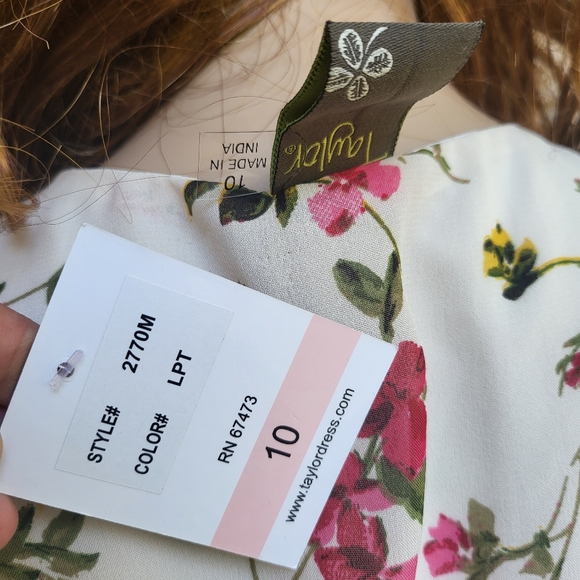 Taylor®
10
MADE IN
INDIA
STYLE# 2770M
COLOR# LPT
RN 67473
10
www.taylordress.com